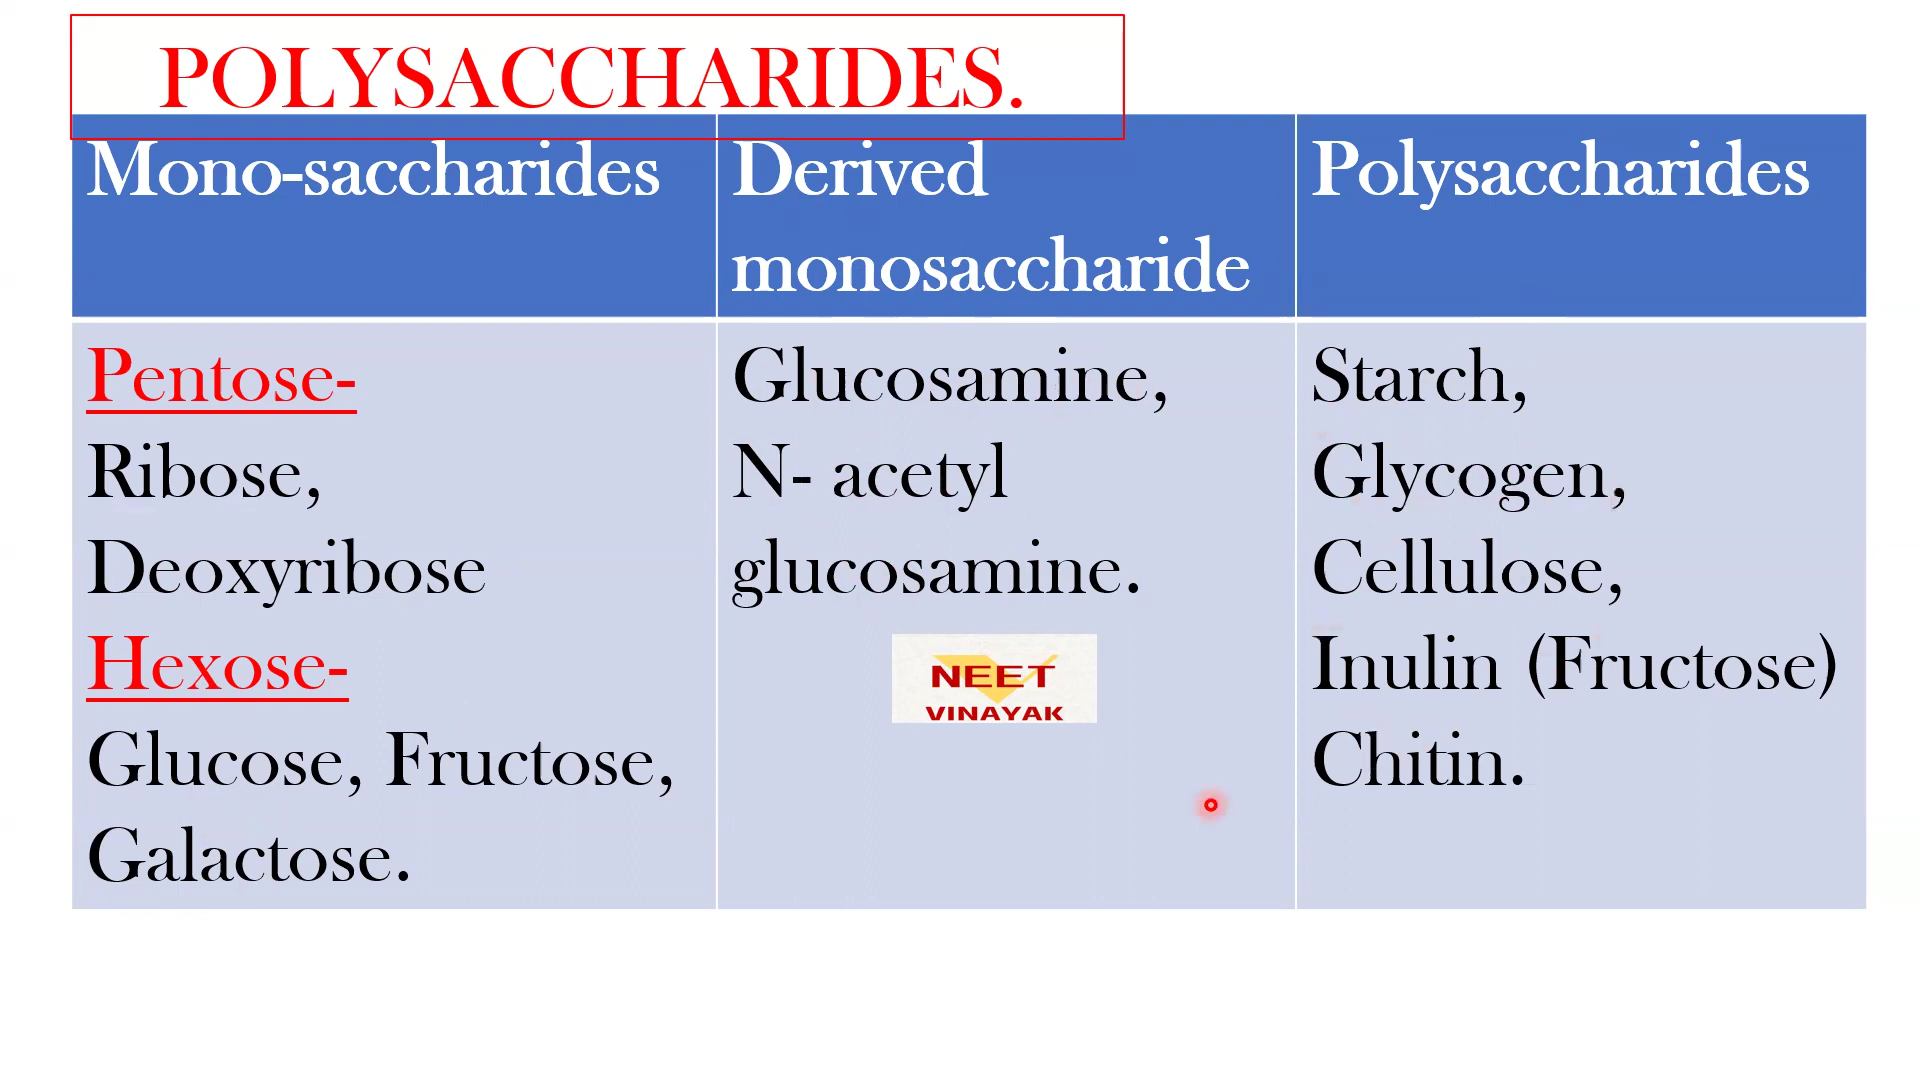 POLYSACCHARIDES.
Mono-saccharides
Derived
monosaccharide
Polysaccharides
Pentose-
Ribose,
Deoxyribose
Hexose-
Glucose, Fructose,
Galactose.
Glucosamine,
N- acetyl
glucosamine.
NEET
VINAYAK
Starch,
Glycogen,
Cellulose,
Inulin (Fructose)
Chitin.